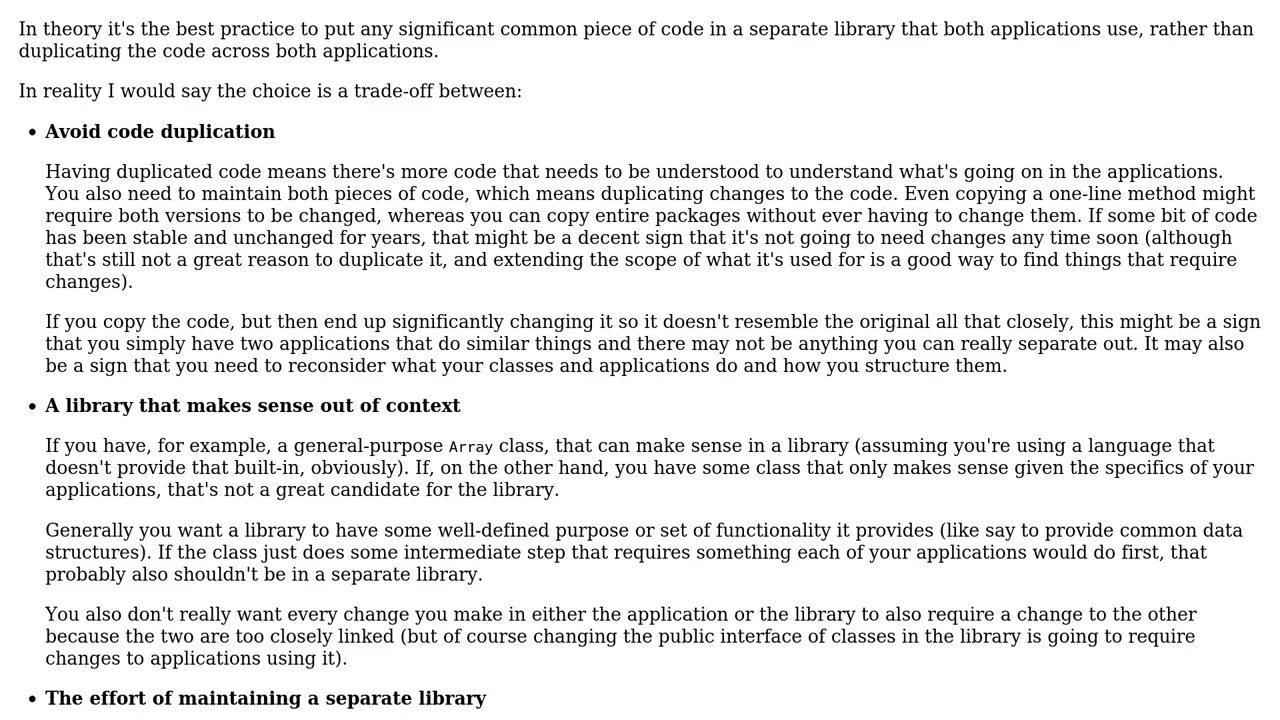 In theory it's the best practice to put any significant common piece of code in a separate library that both applications use, rather than
duplicating the code across both applications.
In reality I would say the choice is a trade-off between:
• Avoid code duplication
Having duplicated code means there's more code that needs to be understood to understand what's going on in the applications.
You also need to maintain both pieces of code, which means duplicating changes to the code. Even copying a one-line method might
require both versions to be changed, whereas you can copy entire packages without ever having to change them. If some bit of code
has been stable and unchanged for years, that might be a decent sign that it's not going to need changes any time soon (although
that's still not a great reason to duplicate it, and extending the scope of what it's used for is a good way to find things that require
changes).
If you copy the code, but then end up significantly changing it so it doesn't resemble the original all that closely, this might be a sign
that you simply have two applications that do similar things and there may not be anything you can really separate out. It may also
be a sign that you need to reconsider what your classes and applications do and how you structure them.
• A library that makes sense out of context
If you have, for example, a general-purpose Array class, that can make sense in a library (assuming you're using a language that
doesn't provide that built-in, obviously). If, on the other hand, you have some class that only makes sense given the specifics of your
applications, that's not a great candidate for the library.
Generally you want a library to have some well-defined purpose or set of functionality it provides (like say to provide common data
structures). If the class just does some intermediate step that requires something each of your applications would do first, that
probably also shouldn't be in a separate library.
You also don't really want every change you make in either the application or the library to also require a change to the other
because the two are too closely linked (but of course changing the public interface of classes in the library is going to require
changes to applications using it).
• The effort of maintaining a separate library